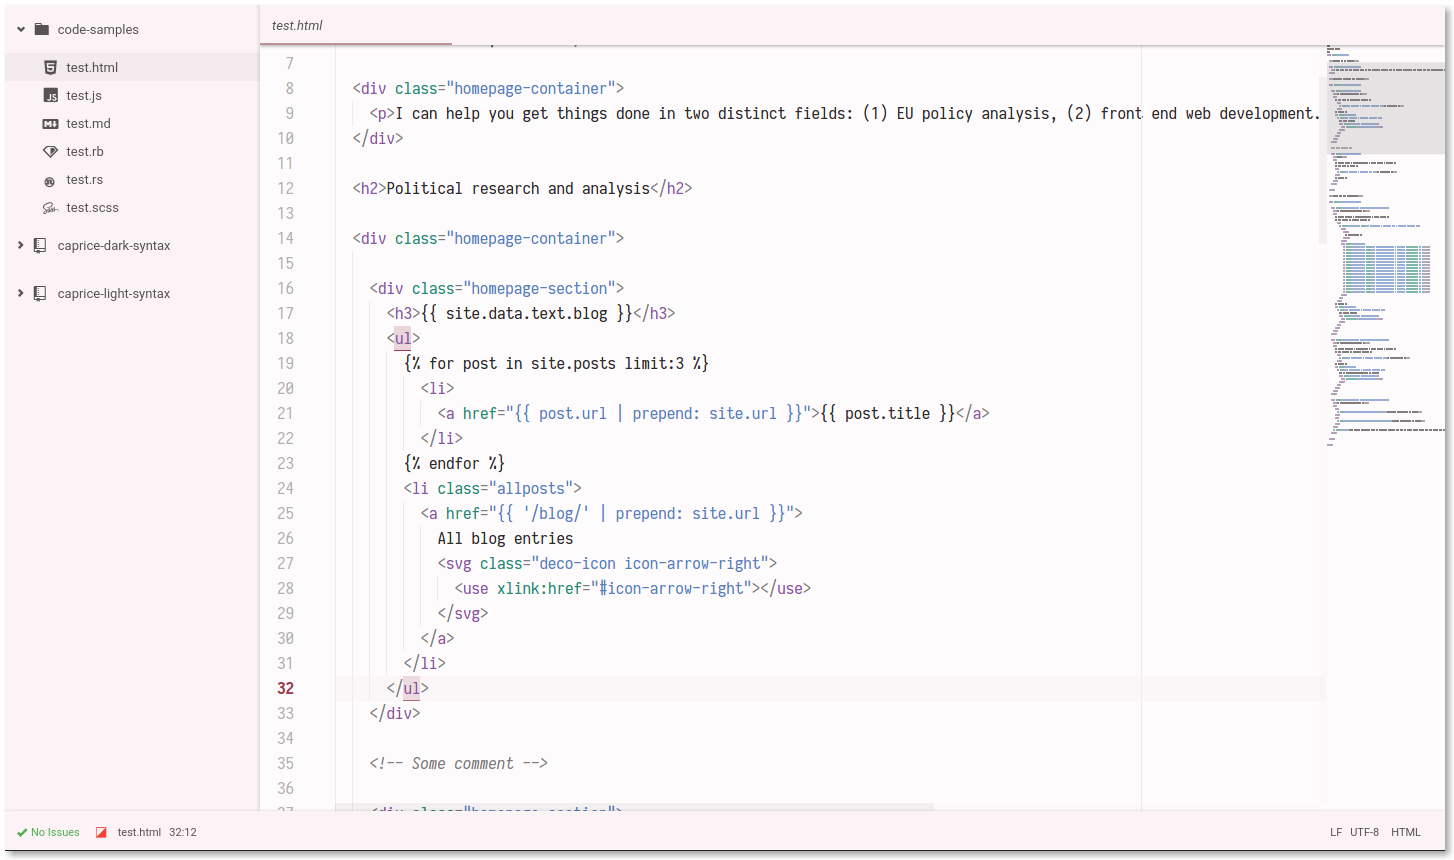 code-samples
test.html
test.js
test.md
test.rb
test.rs
test.scss
caprice-dark-syntax
caprice-light-syntax
test.html
7
8 <div class="homepage-container">
9 <p>I can help you get things done in two distinct fields: (1) EU policy analysis, (2) front end web development.
10 </div>
11
12 <h2>Political research and analysis</h2>
13
14 <div class="homepage-container">
15
16 <div class="homepage-section">
17 <h3>{{ site.data.text.blog }}</h3>
18 <ul>
19 {% for post in site.posts limit:3 %}
20 <li>
21 <a href="{{ post.url | prepend: site.url }}">{{ post.title }}</a>
22 </li>
23 {% endfor %}
24 <li class="allposts">
25 <a href="{{ '/blog/' | prepend: site.url }}">
26 All blog entries
27 <svg class="deco-icon icon-arrow-right">
28 <use xlink:href="#icon-arrow-right"></use>
29 </svg>
30 </a>
31 </li>
32 </ul>
33 </div>
34
35 <!-- Some comment -->
36
37 <div class="homepage-section">
No Issues test.html 32:12 LF UTF-8 HTML